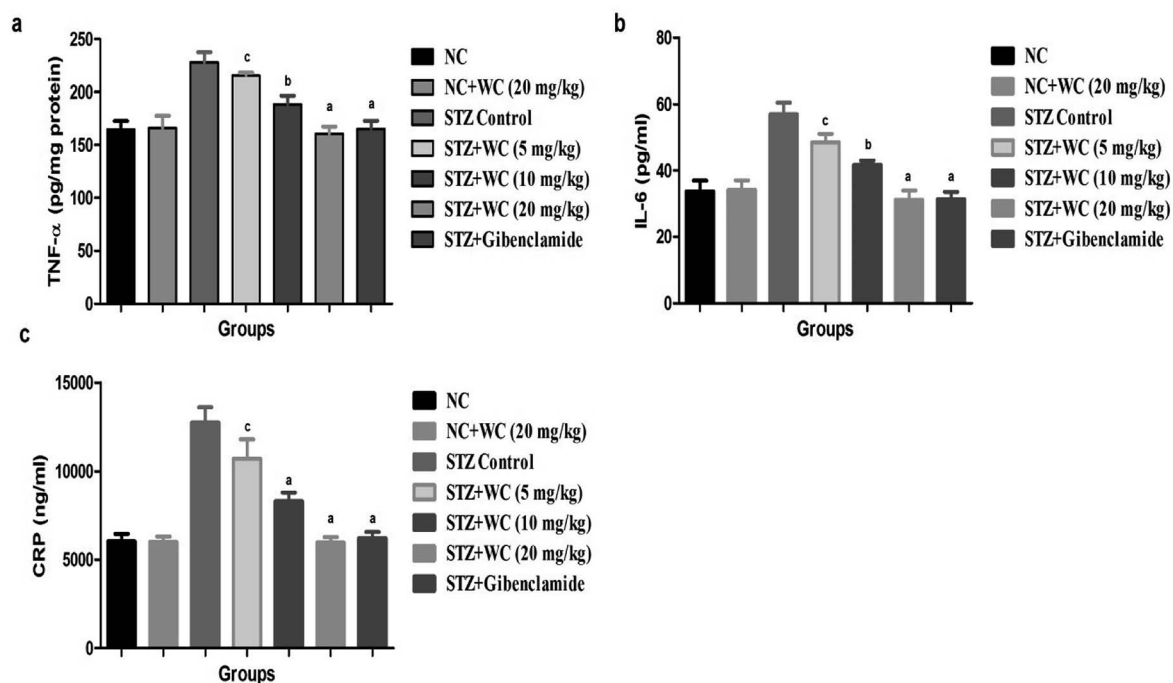 a
TNF-α (pg/mg protein)
250
200
150
100
50
0
c
b
a
a
Groups
NC
NC+WC (20 mg/kg)
STZ Control
STZ+WC (5 mg/kg)
STZ+WC (10 mg/kg)
STZ+WC (20 mg/kg)
STZ+Gibenclamide
b
IL-6 (pg/ml)
80
60
40
20
0
c
b
a
a
Groups
NC
NC+WC (20 mg/kg)
STZ Control
STZ+WC (5 mg/kg)
STZ+WC (10 mg/kg)
STZ+WC (20 mg/kg)
STZ+Gibenclamide
c
CRP (ng/ml)
15000
10000
5000
0
c
a
a
a
Groups
NC
NC+WC (20 mg/kg)
STZ Control
STZ+WC (5 mg/kg)
STZ+WC (10 mg/kg)
STZ+WC (20 mg/kg)
STZ+Gibenclamide